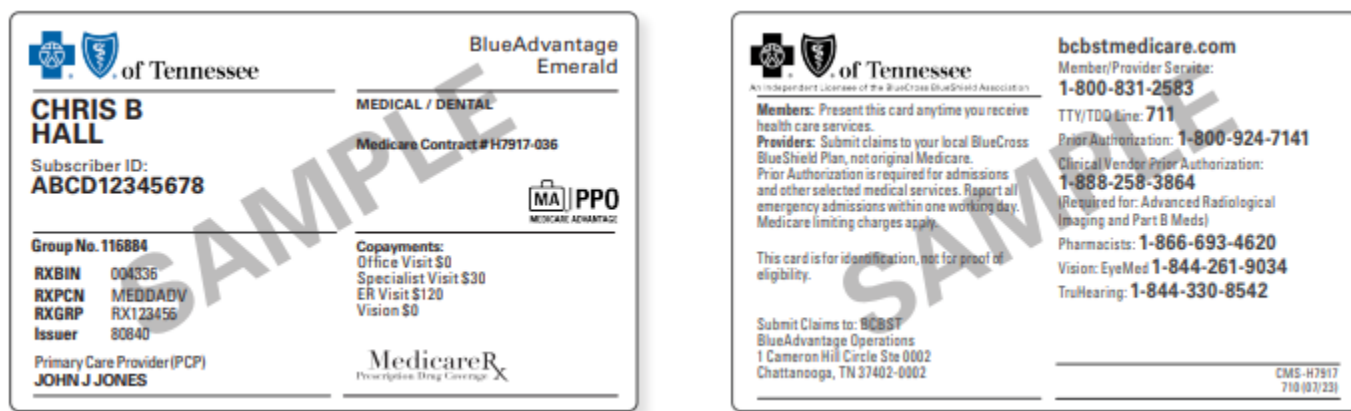 of Tennessee
BlueAdvantage
Emerald
CHRIS B
HALL
Subscriber ID:
ABCD12345678
MEDICAL / DENTAL
Medicare Contract # H7917-036
MA PPO
MEDICARE ADVANTAGE
Group No. 116884
RXBIN 004336
RXPCN MEDDADV
RXGRP RX123456
Issuer 80840
Primary Care Provider (PCP)
JOHN J JONES
Copayments:
Office Visit $0
Specialist Visit $30
ER Visit $120
Vision $0
MedicareRx
Prescription Drug Coverage
SAMPLE
of Tennessee
An Independent Licensee of the BlueCross BlueShield Association
Members: Present this card anytime you receive
health care services.
Providers: Submit claims to your local BlueCross
BlueShield Plan, not original Medicare.
Prior Authorization is required for admissions
and other selected medical services. Report all
emergency admissions within one working day.
Medicare limiting charges apply.
This card is for identification, not for proof of
eligibility.
Submit Claims to: BCBST
BlueAdvantage Operations
1 Cameron Hill Circle Ste 0002
Chattanooga, TN 37402-0002
bcbstmedicare.com
Member/Provider Service:
1-800-831-2583
TTY/TDD Line: 711
Prior Authorization: 1-800-924-7141
Clinical Vendor Prior Authorization:
1-888-258-3864
(Required for: Advanced Radiological
Imaging and Part B Meds)
Pharmacists: 1-866-693-4620
Vision: EyeMed 1-844-261-9034
TruHearing: 1-844-330-8542
CMS-H7917
710 (07/23)
SAMPLE